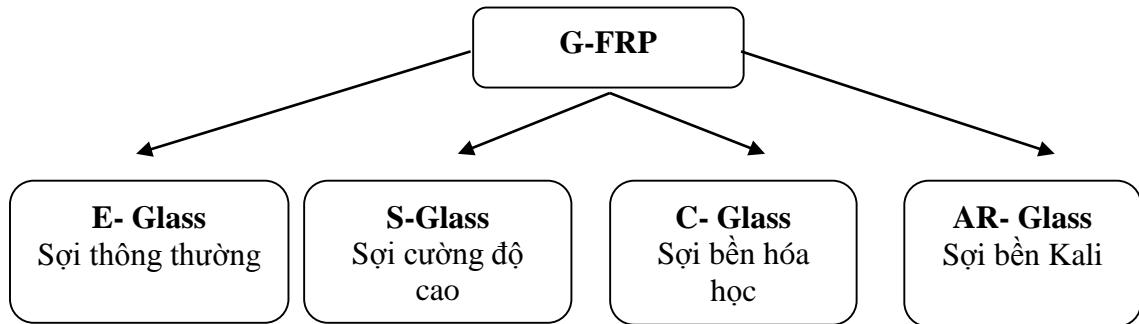 G-FRP
E- Glass
Sợi thông thường
S-Glass
Sợi cường độ
cao
C- Glass
Sợi bền hóa
học
AR- Glass
Sợi bền Kali